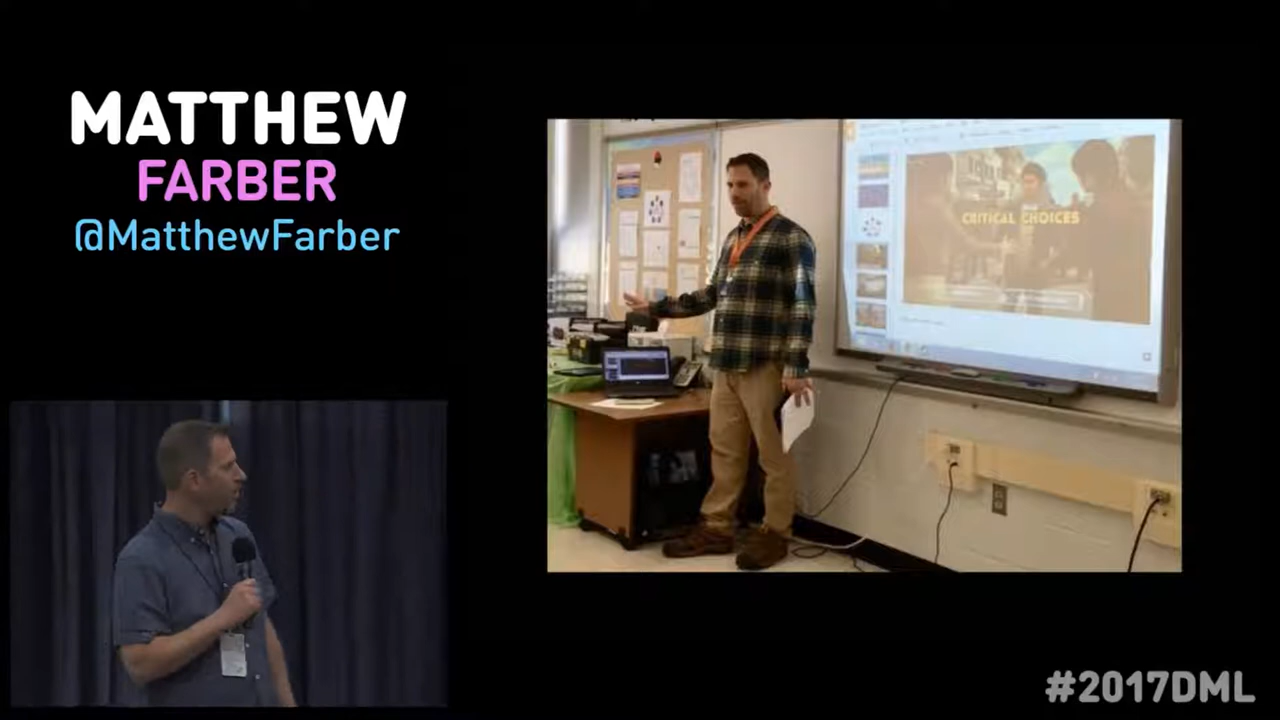 MATTHEW
FARBER
@MatthewFarber
CRITICAL CHOICES
#2017DML